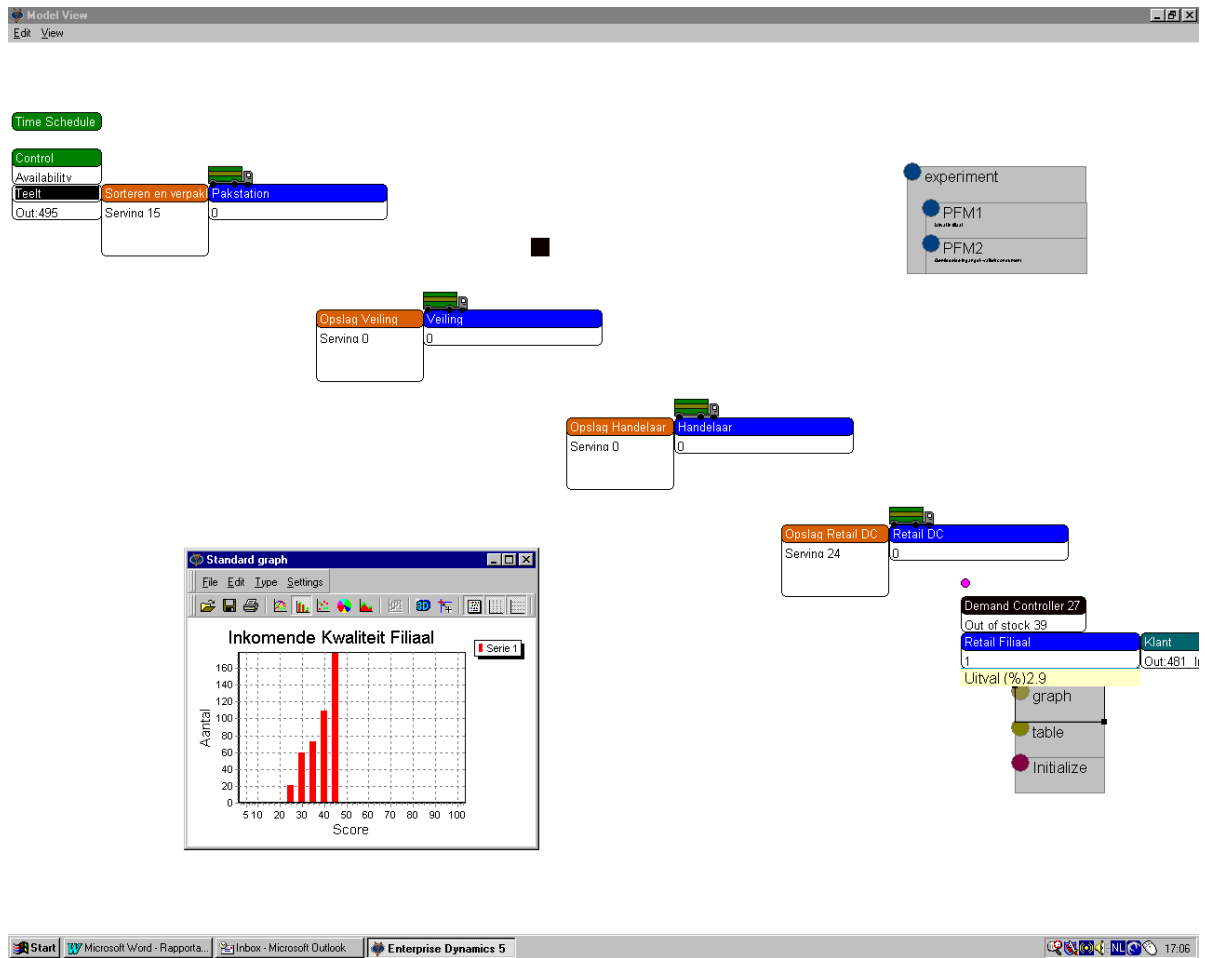 Model View
Edit View
Time Schedule
Control
Availability
Teelt
Out:495
Sorteren en verpak
Serving 15
Pakstation
0
experiment
PFM1
PFM2
Opslag Veiling
Serving 0
Veiling
0
Opslag Handelaar
Serving 0
Handelaar
0
Opslag Retail DC
Serving 24
Retail DC
0
Demand Controller 27
Out of stock 39
Retail Filiaal
1
Uitval (%)2.9
Klant
Out:481 In
graph
table
Initialize
Standard graph
File Edit Type Settings
3D
Inkomende Kwaliteit Filiaal
Serie 1
Aantal
160
140
120
100
80
60
40
20
0
5 10 20 30 40 50 60 70 80 90 100
Score
Start
Microsoft Word - Rapporta...
Inbox - Microsoft Outlook
Enterprise Dynamics 5
NL
17:06